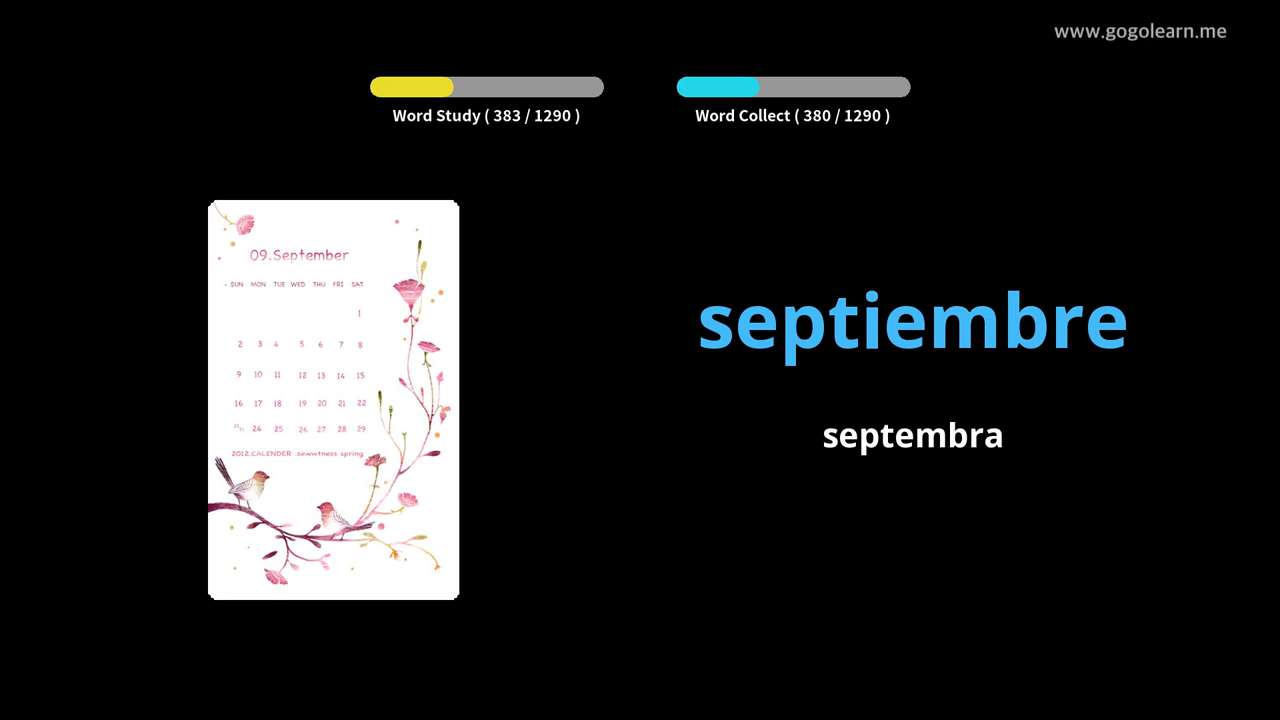 www.gogolearn.me
Word Study ( 383 / 1290 )
Word Collect ( 380 / 1290 )
09.September
SUN MON TUE WED THU FRI SAT
1
2 3 4 5 6 7 8
9 10 11 12 13 14 15
16 17 18 19 20 21 22
24 25 26 27 28 29
2012.CALENDER .sewwtness spring
septiembre
septembra